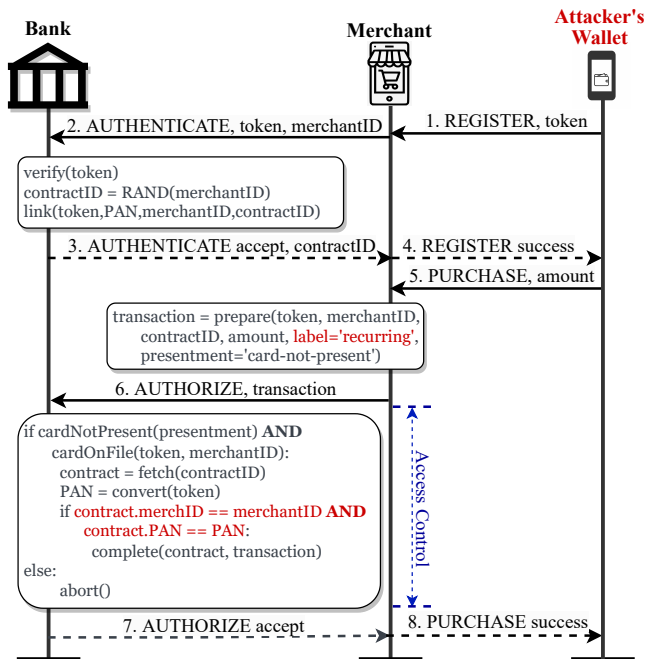 Bank
Merchant
Attacker's
Wallet
2. AUTHENTICATE, token, merchantID
1. REGISTER, token
verify(token)
contractID = RAND(merchantID)
link(token,PAN,merchantID,contractID)
3. AUTHENTICATE accept, contractID
4. REGISTER success
5. PURCHASE, amount
transaction = prepare(token, merchantID,
contractID, amount, label='recurring',
presentment='card-not-present')
6. AUTHORIZE, transaction
if cardNotPresent(presentment) AND
cardOnFile(token, merchantID):
contract = fetch(contractID)
PAN = convert(token)
if contract.merchID == merchantID AND
contract.PAN == PAN:
complete(contract, transaction)
else:
abort()
Access Control
7. AUTHORIZE accept
8. PURCHASE success